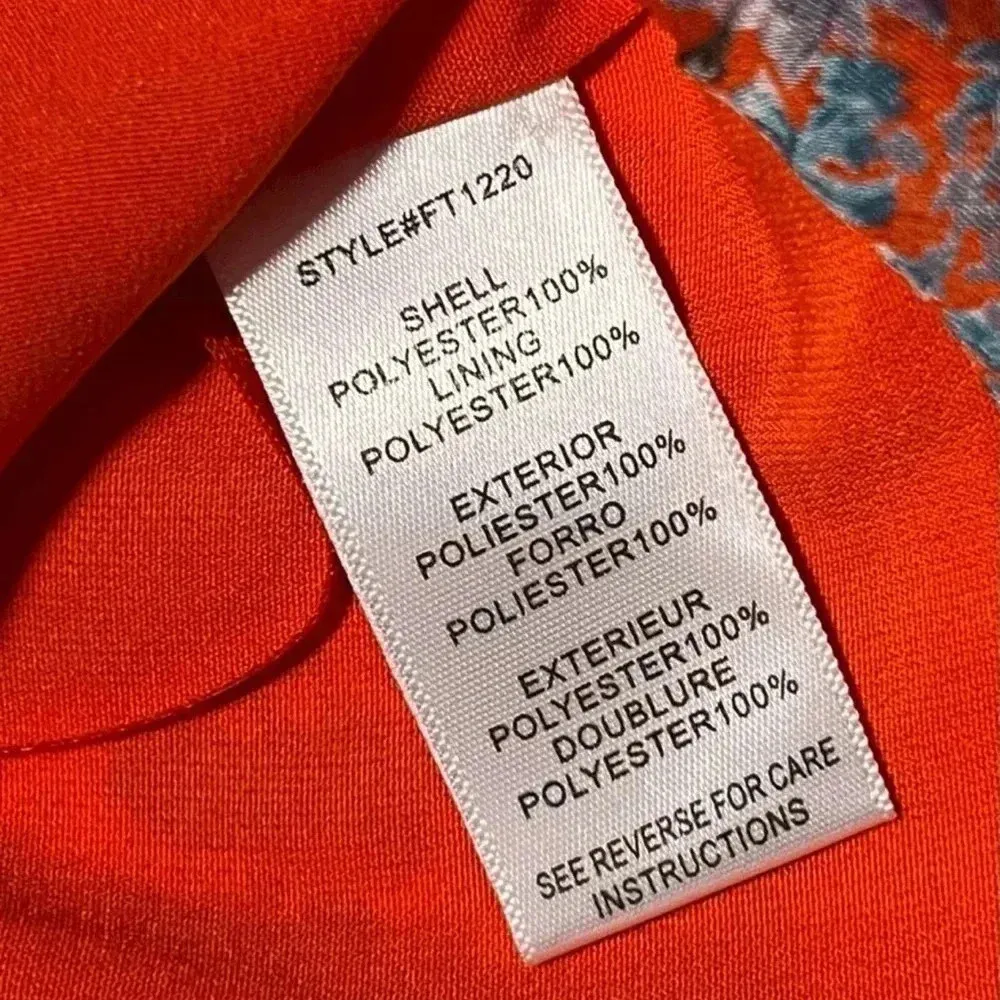 STYLE#FT1220
SHELL
POLYESTER100%
LINING
POLYESTER100%
EXTERIOR
POLIESTER100%
FORRO
POLIESTER100%
EXTERIEUR
POLYESTER100%
DOUBLURE
POLYESTER100%
SEE REVERSE FOR CARE
INSTRUCTIONS